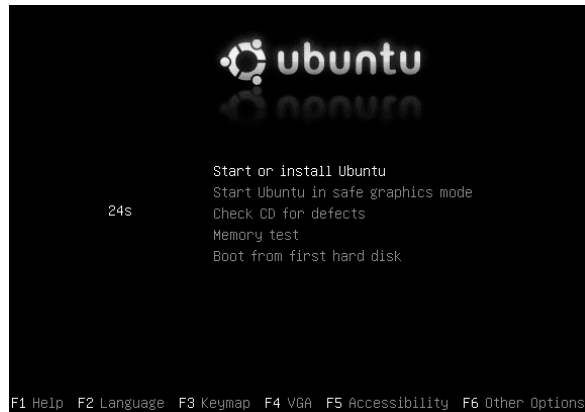 ubuntu
Start or install Ubuntu
Start Ubuntu in safe graphics mode
24s
Check CD for defects
Memory test
Boot from first hard disk
F1 Help F2 Language F3 Keymap F4 VGA F5 Accessibility F6 Other Options